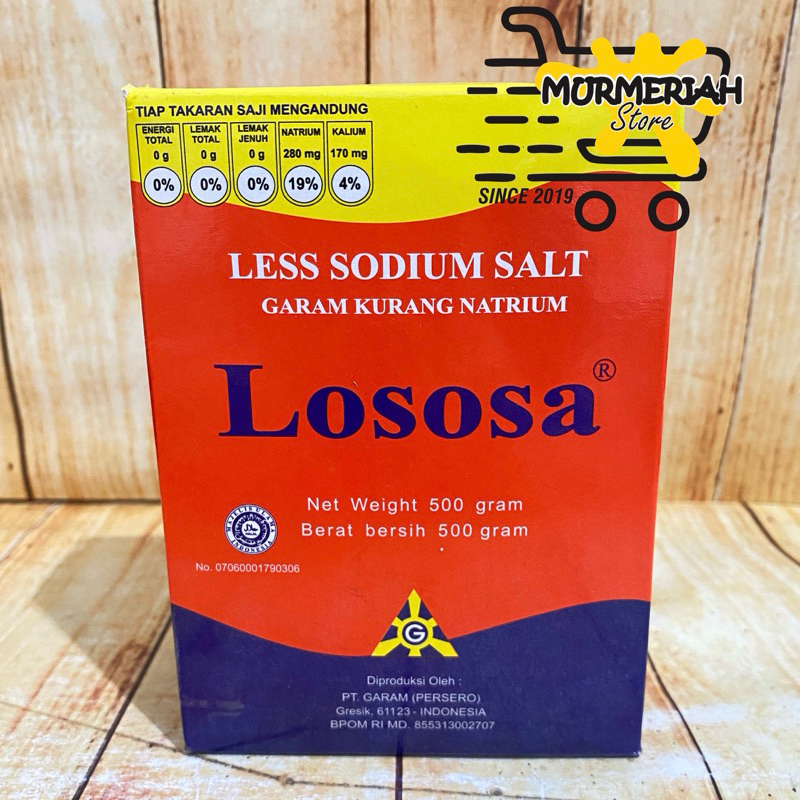 MURMERIAH
Store
SINCE 2019
TIAP TAKARAN SAJI MENGANDUNG
ENERGI TOTAL
0 g
0%
LEMAK TOTAL
0 g
0%
LEMAK JENUH
0 g
0%
NATRIUM
280 mg
19%
KALIUM
170 mg
4%
LESS SODIUM SALT
GARAM KURANG NATRIUM
Lososa®
Net Weight 500 gram
Berat bersih 500 gram
MAJELIS ULAMA
INDONESIA
No. 07060001790306
G
Diproduksi Oleh :
PT. GARAM (PERSERO)
Gresik, 61123 - INDONESIA
BPOM RI MD. 855313002707